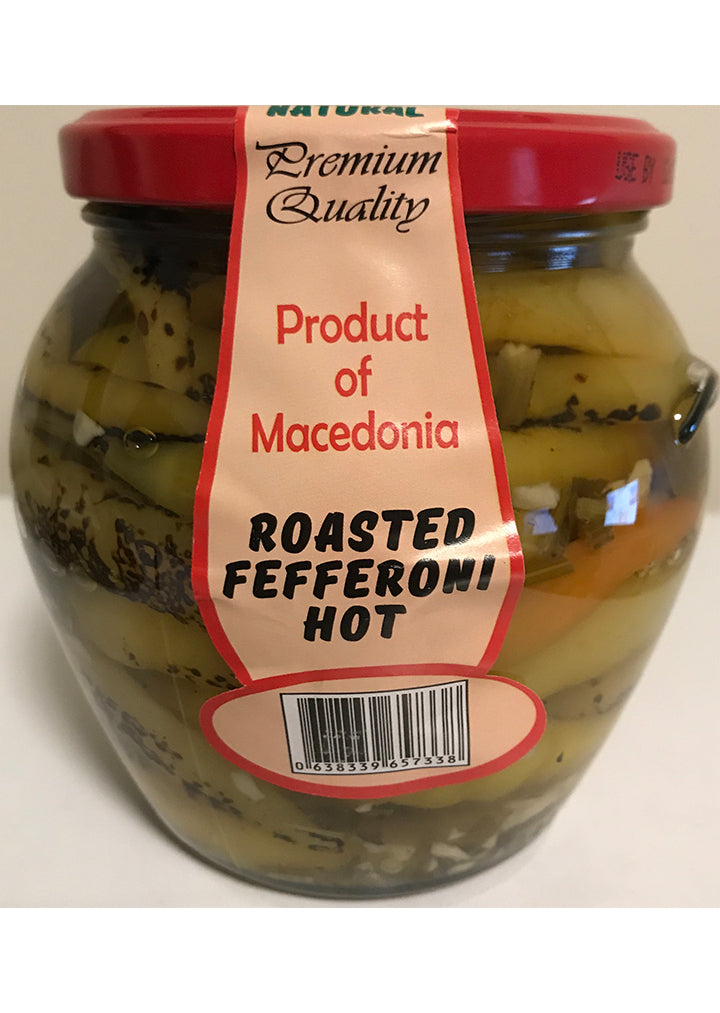 NATURAL
Premium
Quality
Product
of
Macedonia
ROASTED
FEFFERONI
HOT
0 638339 657338